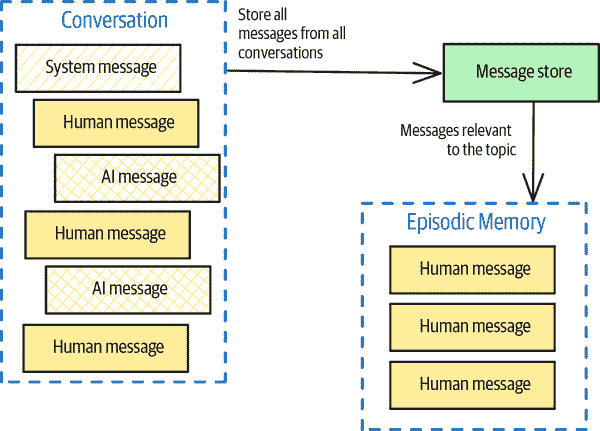 Conversation
System message
Human message
AI message
Human message
AI message
Human message
Store all
messages from all
conversations
Message store
Messages relevant
to the topic
Episodic Memory
Human message
Human message
Human message